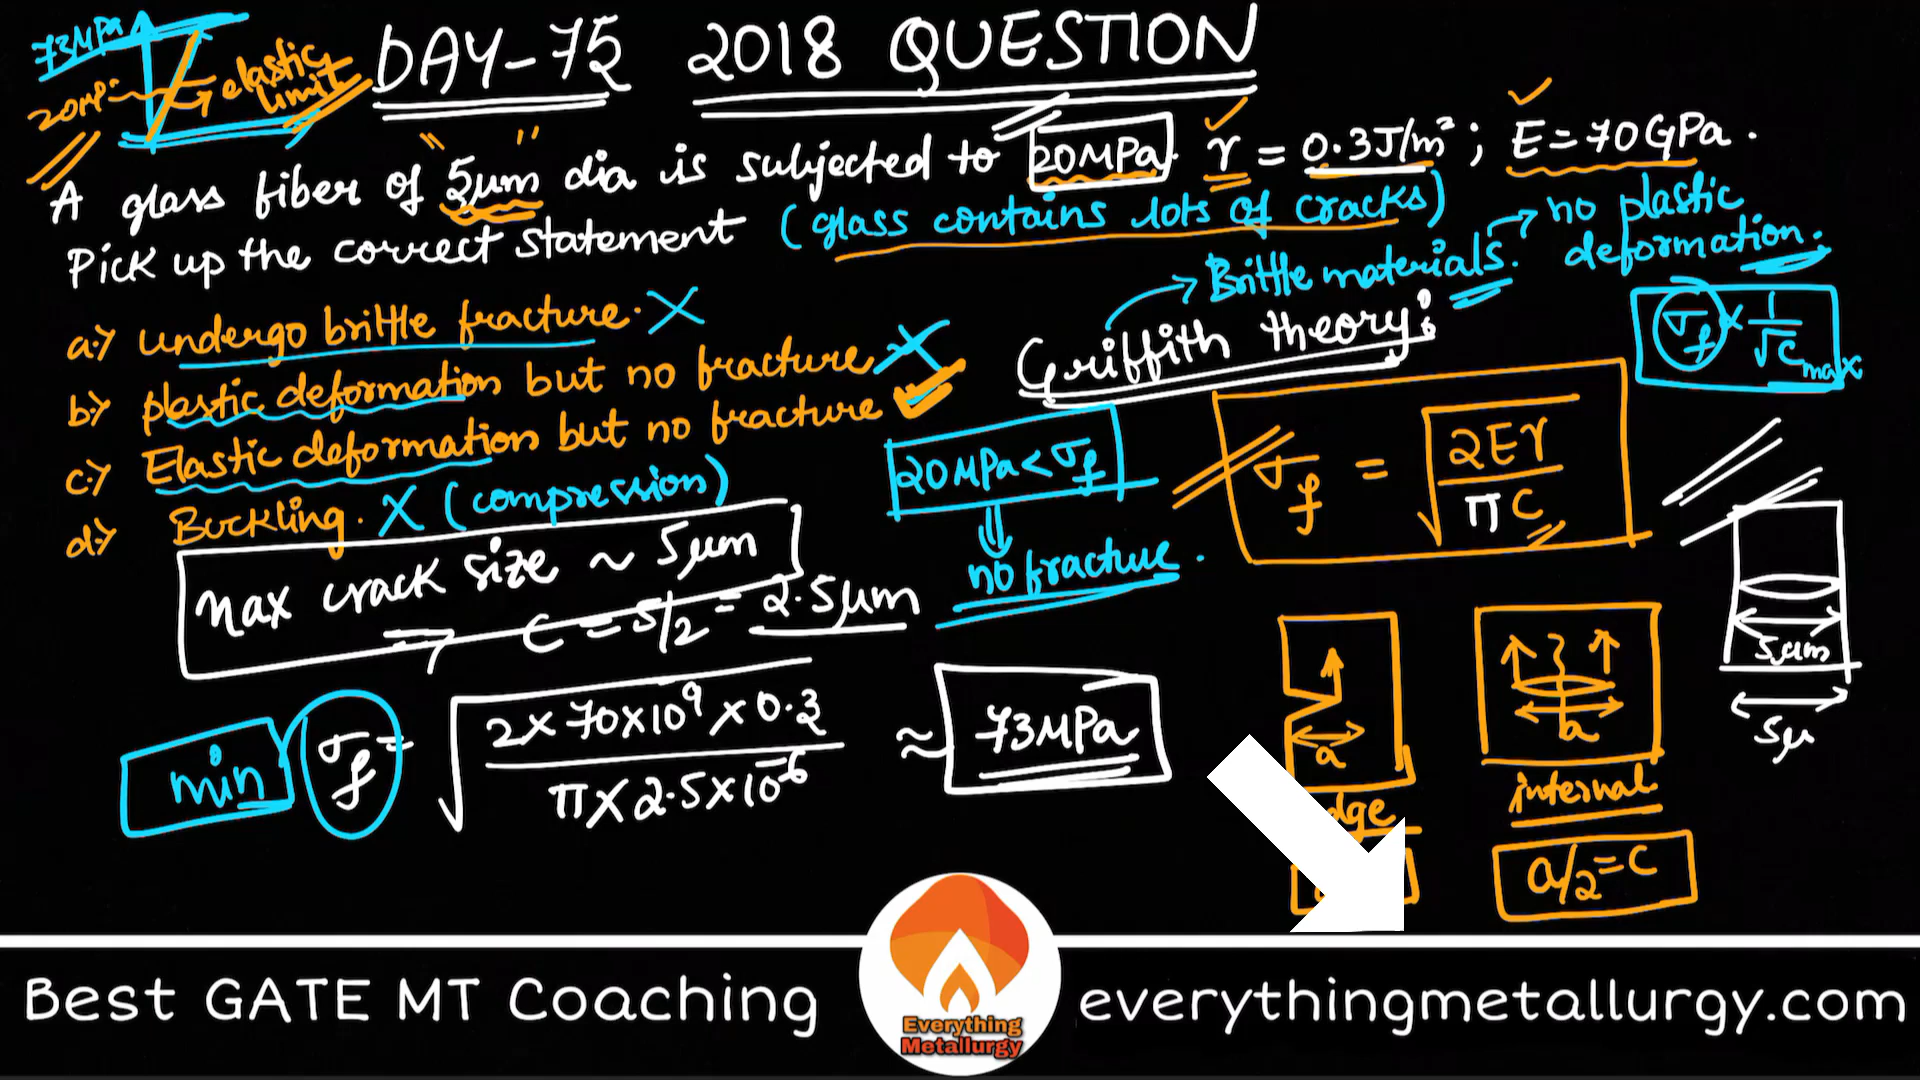 73MPa
20MPa
elastic
limit
DAY-75 2018 QUESTION
A glass fiber of "5μm" dia is subjected to 20MPa. γ = 0.3J/m²; E=70GPa.
Pick up the correct statement (glass contains lots of cracks)
→ Brittle materials. → no plastic
deformation.
a.) undergo brittle fracture. X
b.) plastic deformation but no fracture X
c.) Elastic deformation but no fracture ✓
d.) Buckling. X (compression)
Griffith theory:
σf × 1/√Cmax
20MPa < σf
⇓
no fracture.
σf = √(2Eγ/πC)
max crack size ~ 5μm
→ C = 5/2 = 2.5μm
min σf = √(2×70×10⁹×0.3 / π×2.5×10⁻⁶) ≈ 73MPa
a
a
5μm
5μ
internal
a/2=C
Best GATE MT Coaching
Everything
Metallurgy
everythingmetallurgy.com